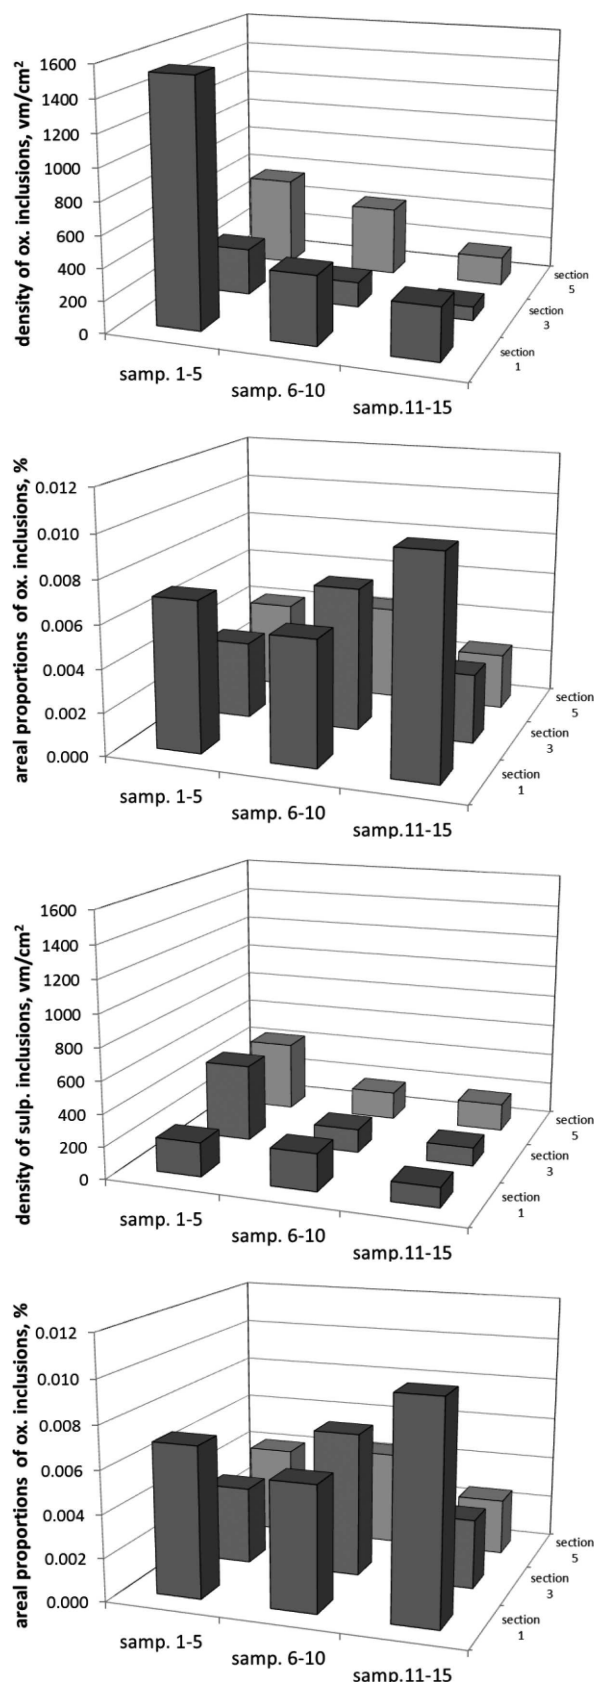 density of ox. inclusions, vm/cm²
1600
1400
1200
1000
800
600
400
200
0
samp. 1-5
samp. 6-10
samp.11-15
section
1
section
3
section
5
areal proportions of ox. inclusions, %
0.012
0.010
0.008
0.006
0.004
0.002
0.000
samp. 1-5
samp. 6-10
samp.11-15
section
1
section
3
section
5
density of sulp. inclusions, vm/cm²
1600
1400
1200
1000
800
600
400
200
0
samp. 1-5
samp. 6-10
samp.11-15
section
1
section
3
section
5
areal proportions of ox. inclusions, %
0.012
0.010
0.008
0.006
0.004
0.002
0.000
samp. 1-5
samp. 6-10
samp.11-15
section
1
section
3
section
5